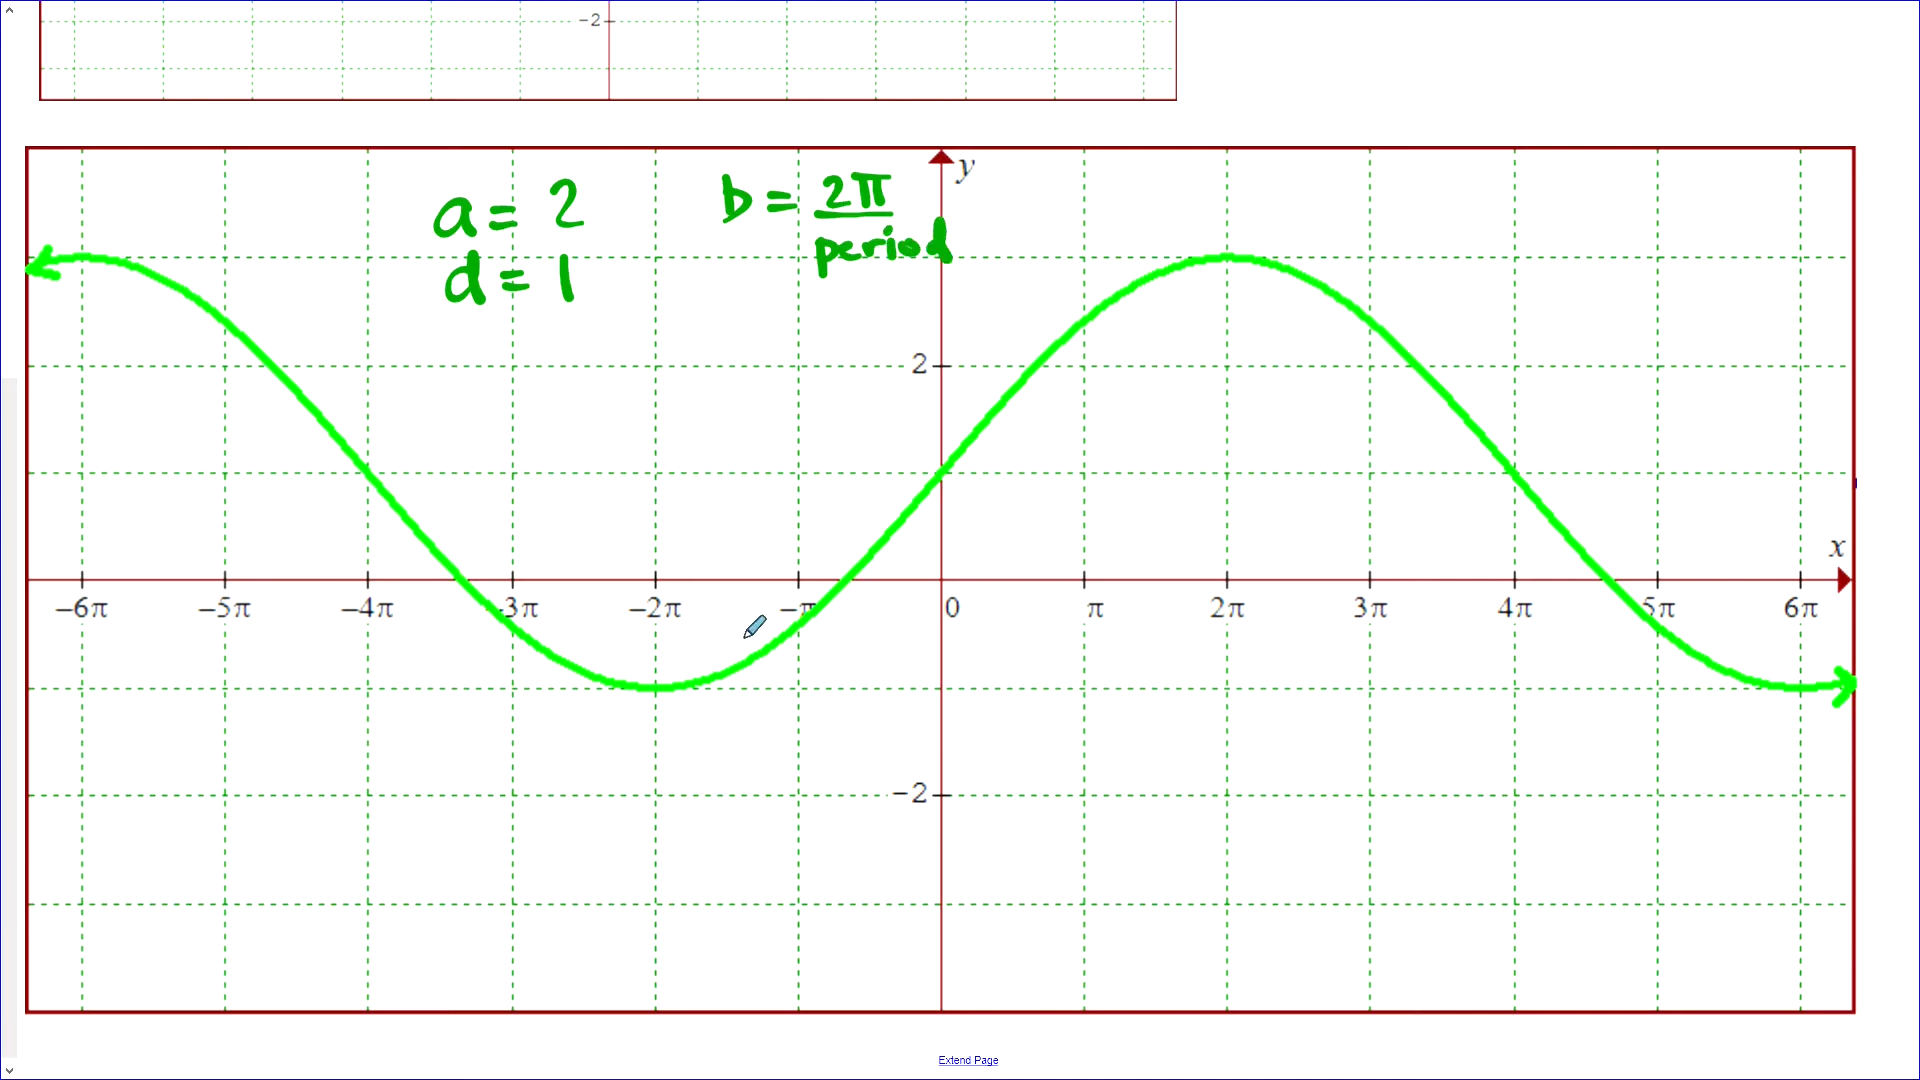 −2
y
a = 2
b = 2π
period
d = 1
2
x
−6π −5π −4π −3π −2π −π 0 π 2π 3π 4π 5π 6π
−2
Extend Page